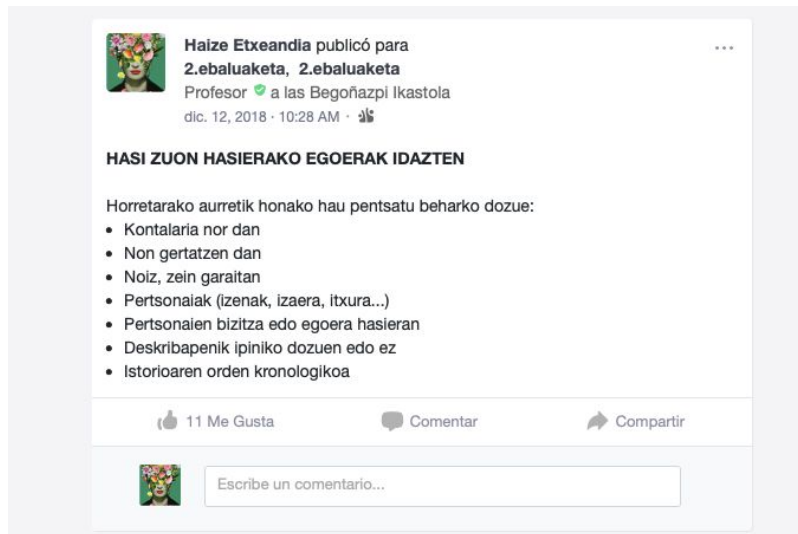 Haize Etxeandia publicó para
2.ebaluaketa, 2.ebaluaketa
Profesor a las Begoñazpi Ikastola
dic. 12, 2018 · 10:28 AM ·
HASI ZUON HASIERAKO EGOERAK IDAZTEN
Horretarako aurretik honako hau pentsatu beharko dozue:
• Kontalaria nor dan
• Non gertatzen dan
• Noiz, zein garaitan
• Pertsonaiak (izenak, izaera, itxura...)
• Pertsonaien bizitza edo egoera hasieran
• Deskribapenik ipiniko dozuen edo ez
• Istorioaren orden kronologikoa
11 Me Gusta Comentar Compartir
Escribe un comentario...